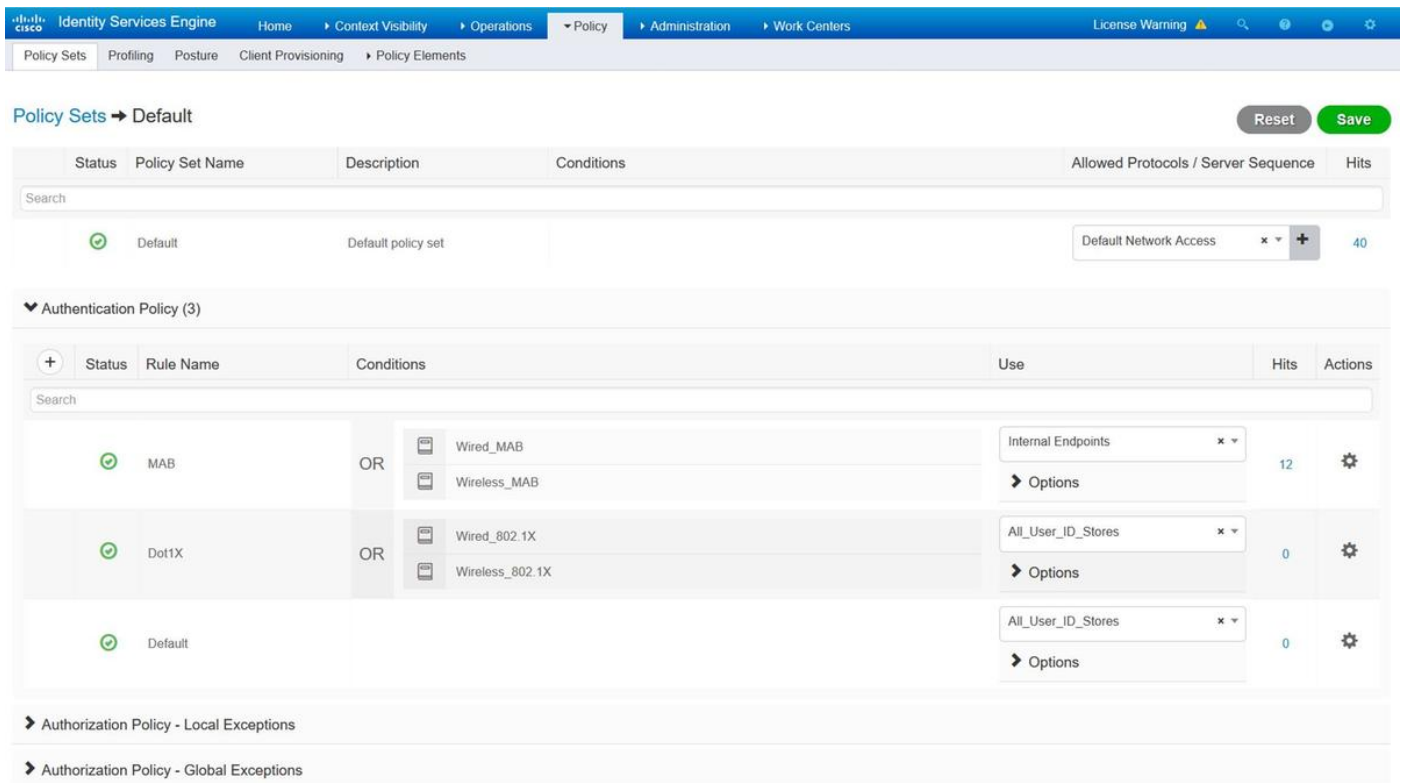 cisco Identity Services Engine Home Context Visibility Operations Policy Administration Work Centers License Warning
Policy Sets Profiling Posture Client Provisioning Policy Elements
Policy Sets → Default Reset Save
Status Policy Set Name Description Conditions Allowed Protocols / Server Sequence Hits
Search
Default Default policy set Default Network Access × + 40
Authentication Policy (3)
+ Status Rule Name Conditions Use Hits Actions
Search
MAB OR Wired_MAB Internal Endpoints × 12
Wireless_MAB Options
Dot1X OR Wired_802.1X All_User_ID_Stores × 0
Wireless_802.1X Options
Default All_User_ID_Stores × 0
Options
Authorization Policy - Local Exceptions
Authorization Policy - Global Exceptions